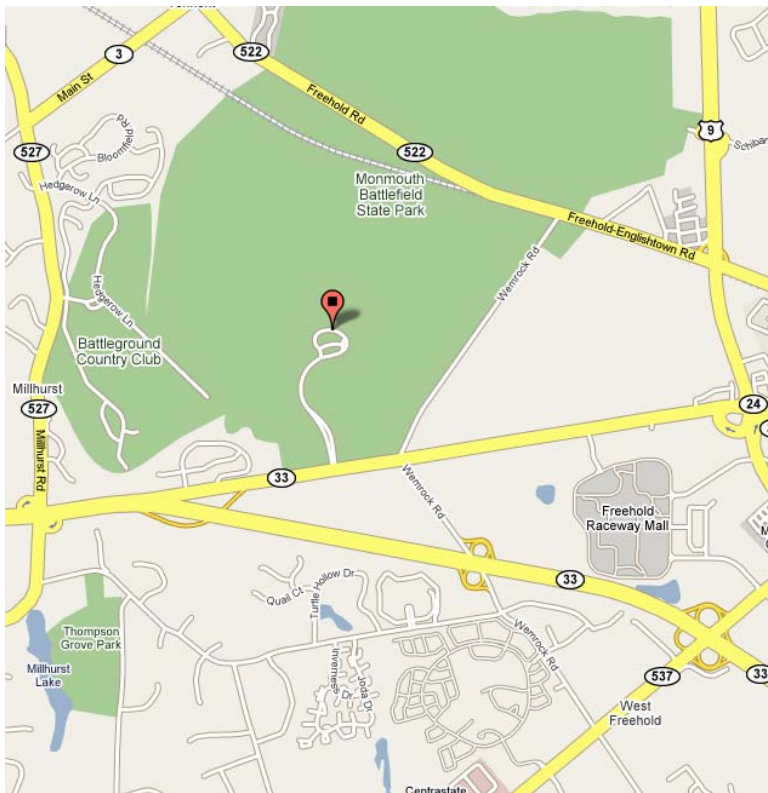 3
522
Main St
Freehold Rd
527
Bloomfield Rd
522
9
Hedgerow Ln
Monmouth
Battlefield
State Park
Freehold-Englishtown Rd
Wemrock Rd
Hedgerow Ln
Battleground
Country Club
Millhurst
527
24
Millhurst Rd
33
Wemrock Rd
Freehold
Raceway Mall
33
Quail Ct
Turtle Hollow Dr
Thompson
Grove Park
Wemrock Rd
Millhurst
Lake
Inverness Dr
Joda Dr
537
33
West
Freehold
Centrastate